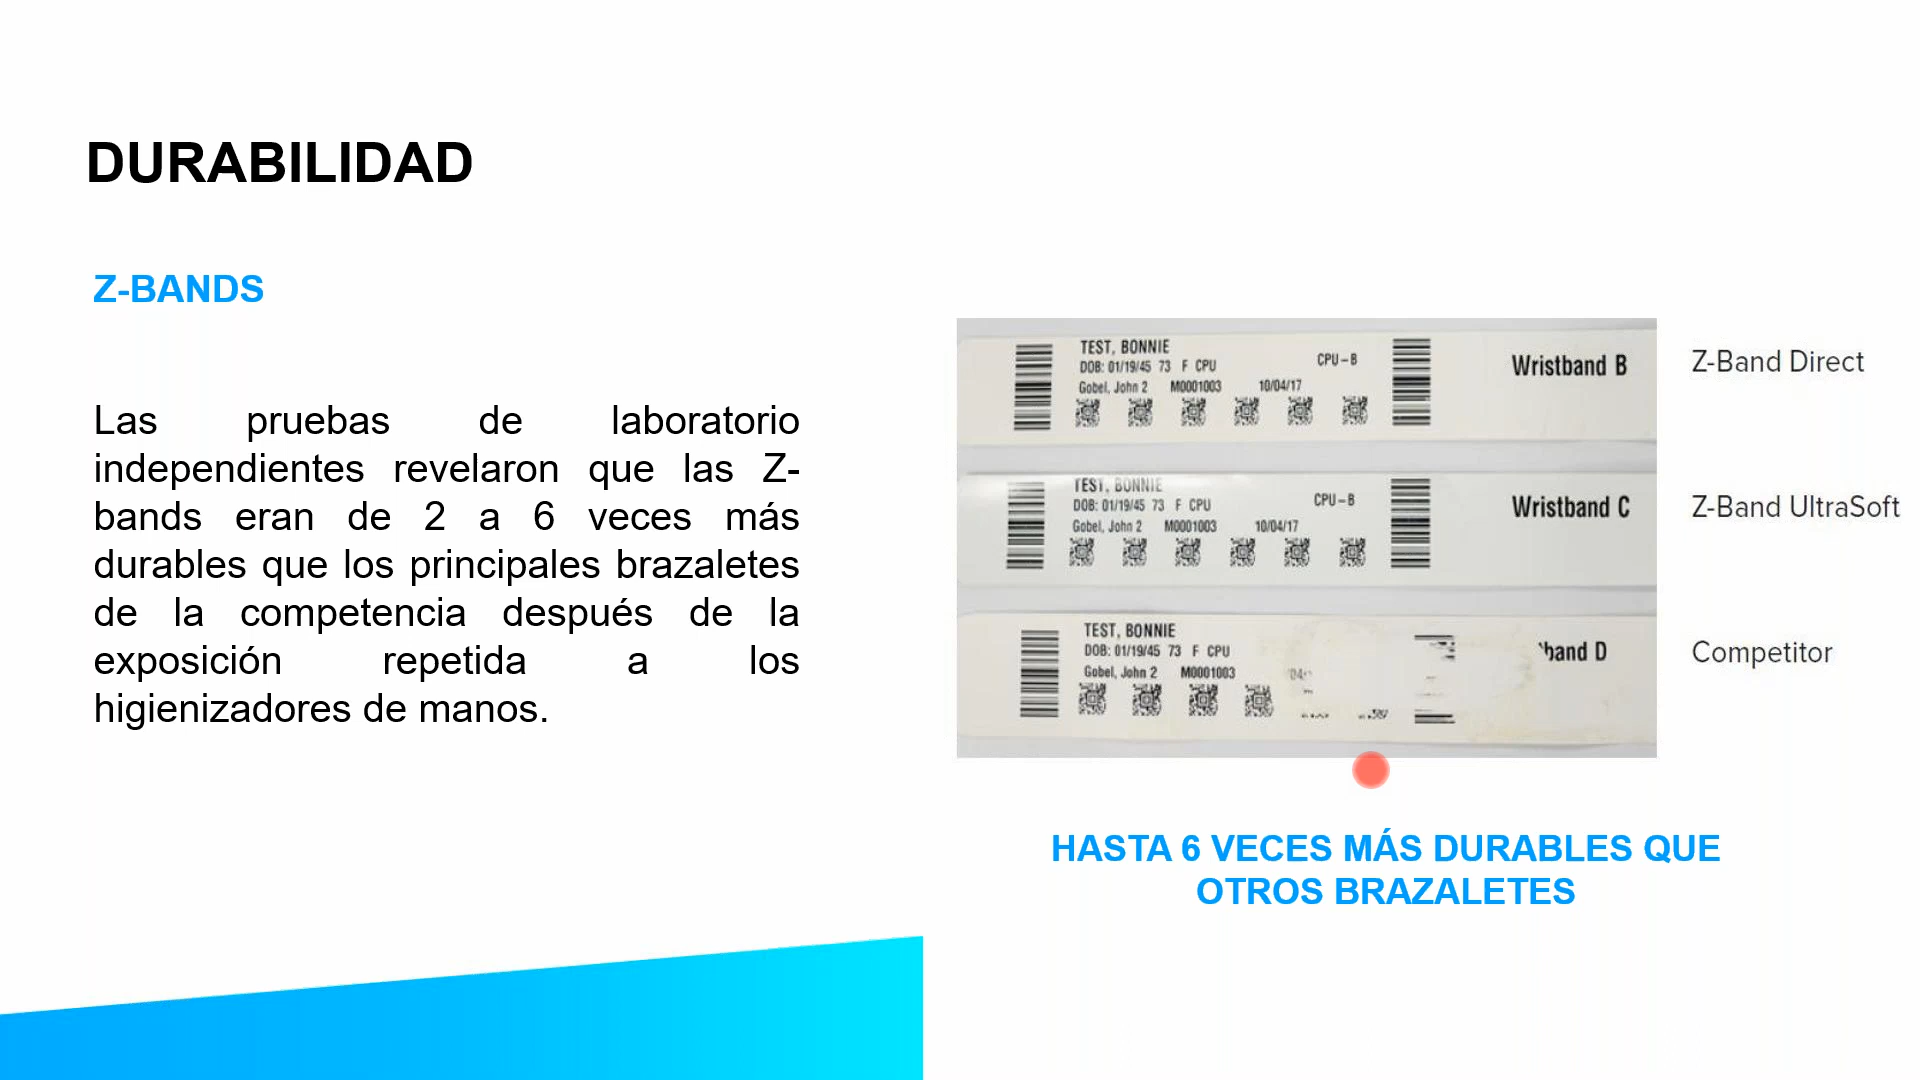 DURABILIDAD
Z-BANDS
Las pruebas de laboratorio
independientes revelaron que las Z-
bands eran de 2 a 6 veces más
durables que los principales brazaletes
de la competencia después de la
exposición repetida a los
higienizadores de manos.
TEST, BONNIE
DOB: 01/19/45 73 F CPU
CPU-B
Gobel, John 2 M0001003 10/04/17
Wristband B
Z-Band Direct
TEST, BONNIE
DOB: 01/19/45 73 F CPU
CPU-B
Gobel, John 2 M0001003 10/04/17
Wristband C
Z-Band UltraSoft
TEST, BONNIE
DOB: 01/19/45 73 F CPU
Gobel, John 2 M0001003
band D
Competitor
HASTA 6 VECES MÁS DURABLES QUE
OTROS BRAZALETES